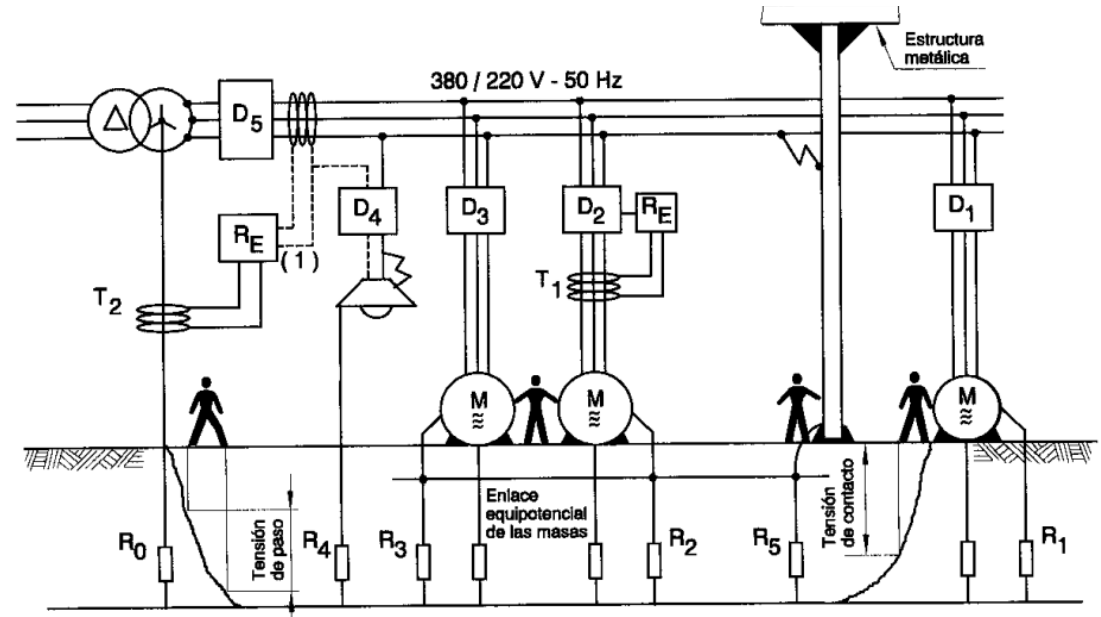 Estructura
metálica
380 / 220 V - 50 Hz
Δ
D5
D4
D3
D2
RE
D1
RE
(1)
T2
T1
M
M
M
Tensión
de paso
Enlace
equipotencial
de las masas
Tensión
de contacto
R0
R4
R3
R2
R5
R1